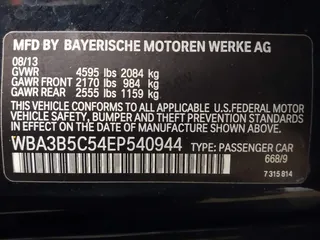 MFD BY BAYERISCHE MOTOREN WERKE AG
08/13
GVWR 4595 lbs 2084 kg
GAWR FRONT 2170 lbs 984 kg
GAWR REAR 2555 lbs 1159 kg
THIS VEHICLE CONFORMS TO ALL APPLICABLE U.S.FEDERAL MOTOR
VEHICLE SAFETY, BUMPER AND THEFT PREVENTION STANDARDS IN
EFFECT ON THE DATE OF MANUFACTURE SHOWN ABOVE.
WBA3B5C54EP540944 TYPE: PASSENGER CAR
668/9
7 315 814